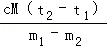 cM ( t₂ − t₁ )
m₁ − m₂